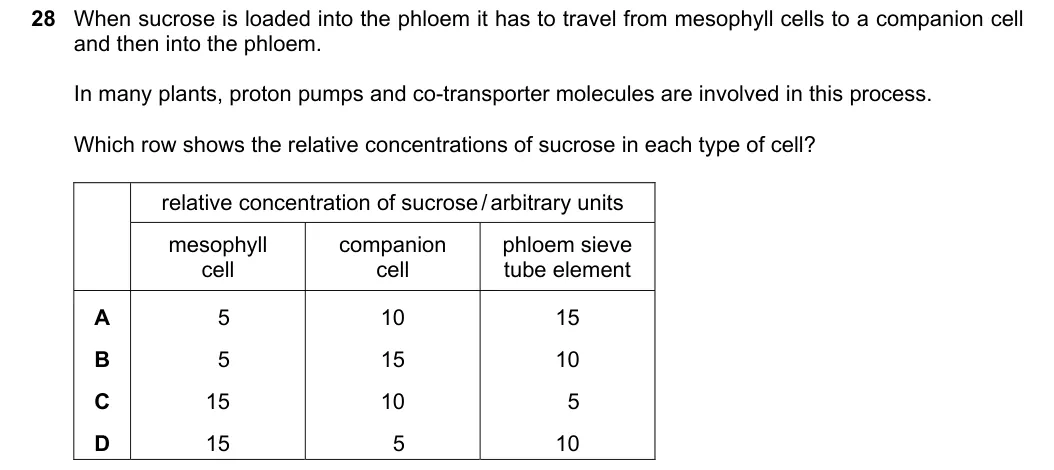 28 When sucrose is loaded into the phloem it has to travel from mesophyll cells to a companion cell
and then into the phloem.
In many plants, proton pumps and co-transporter molecules are involved in this process.
Which row shows the relative concentrations of sucrose in each type of cell?
relative concentration of sucrose / arbitrary units
mesophyll cell companion cell phloem sieve tube element
A 5 10 15
B 5 15 10
C 15 10 5
D 15 5 10